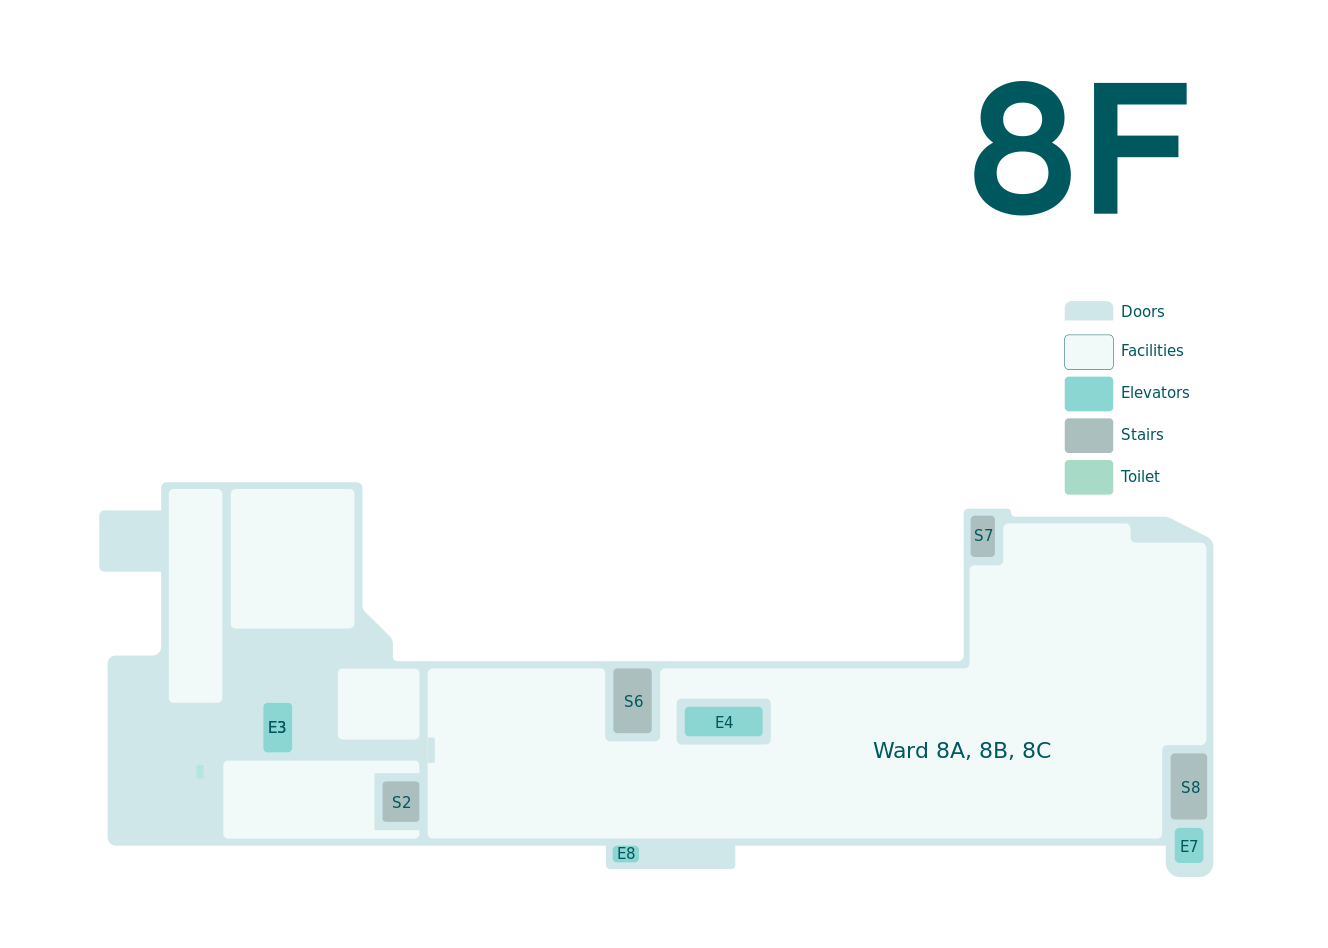 8F
Doors
Facilities
Elevators
Stairs
Toilet
S7
S6
E4
E3
Ward 8A, 8B, 8C
S8
S2
E7
E8